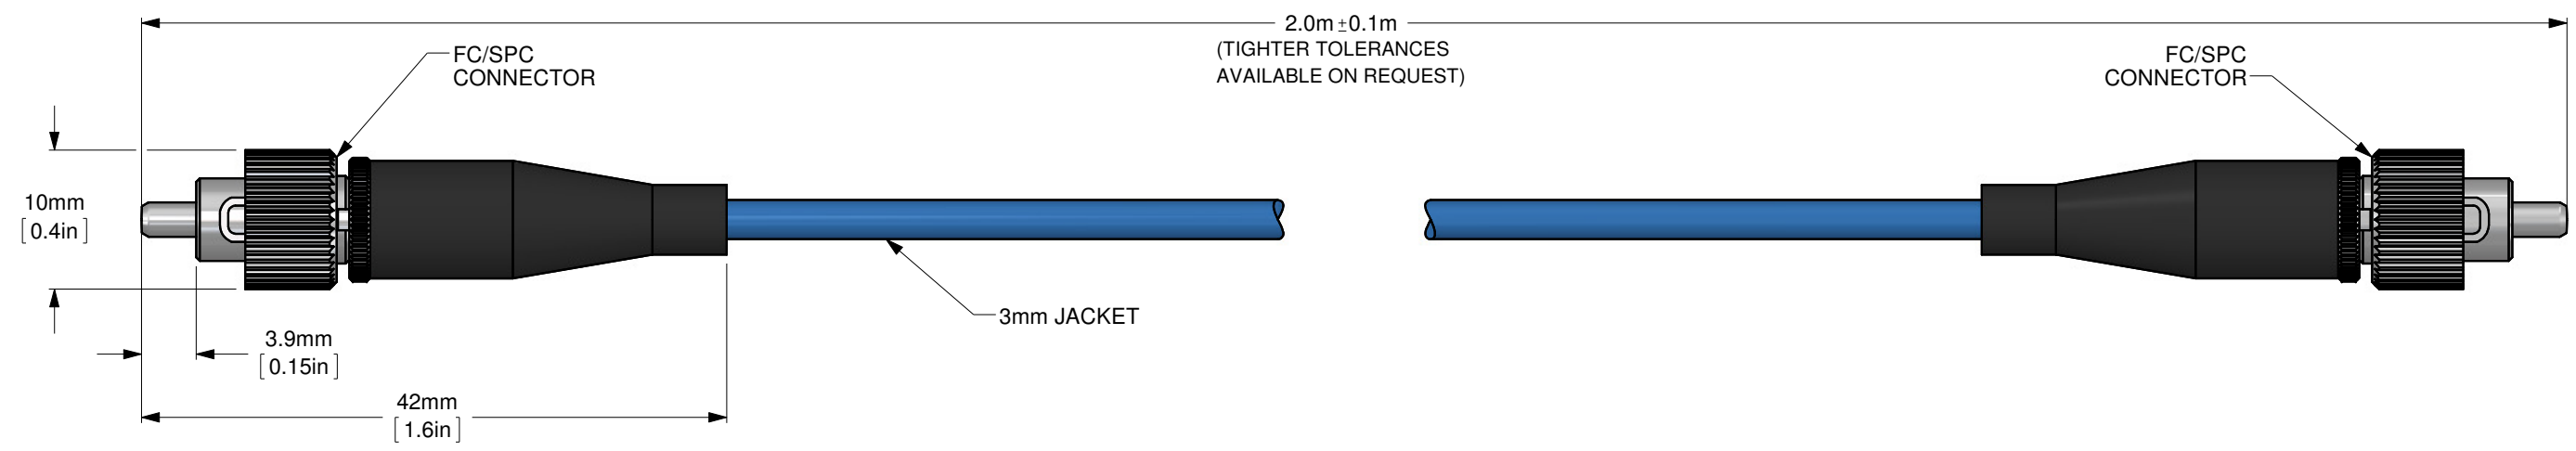 2.0m±0.1m
(TIGHTER TOLERANCES
AVAILABLE ON REQUEST)
FC/SPC
CONNECTOR
FC/SPC
CONNECTOR
10mm
[0.4in]
3mm JACKET
3.9mm
[0.15in]
42mm
[1.6in]